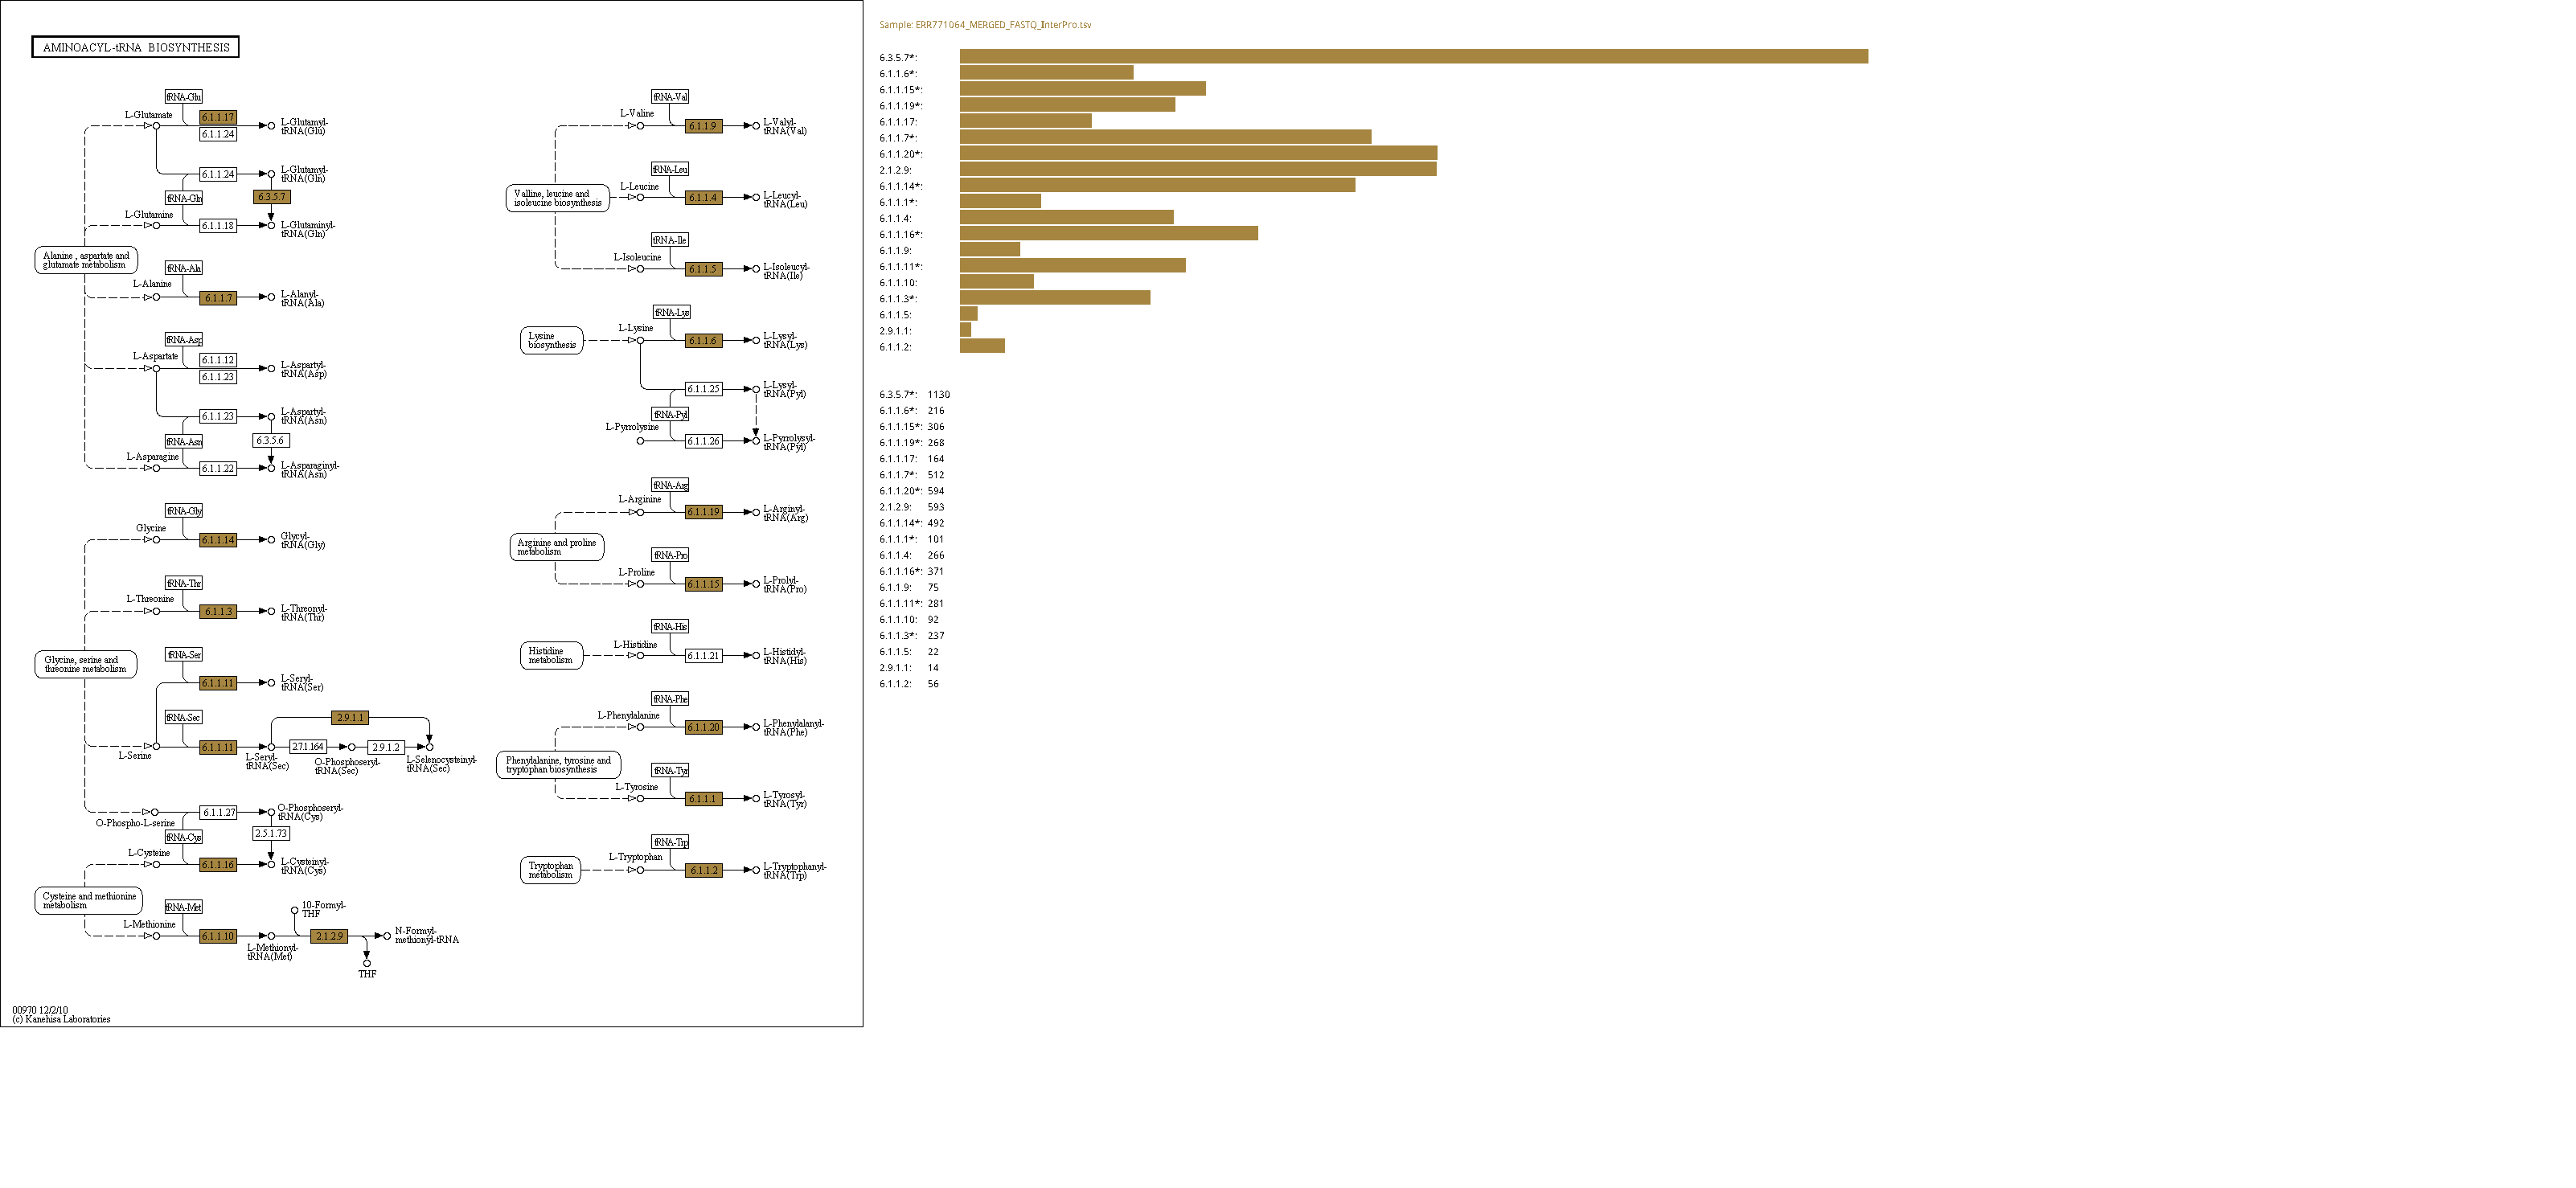 AMINOACYL-tRNA BIOSYNTHESIS
tRNA-Glu
L-Glutamate
6.1.1.17
6.1.1.24
L-Glutamyl-
tRNA(Glu)
6.1.1.24
L-Glutamyl-
tRNA(Gln)
tRNA-Gln
6.3.5.7
L-Glutamine
6.1.1.18
L-Glutaminyl-
tRNA(Gln)
Alanine , aspartate and
glutamate metabolism
tRNA-Ala
L-Alanine
6.1.1.7
L-Alanyl-
tRNA(Ala)
tRNA-Asp
L-Aspartate
6.1.1.12
6.1.1.23
L-Aspartyl-
tRNA(Asp)
6.1.1.23
L-Aspartyl-
tRNA(Asn)
tRNA-Asn
6.3.5.6
L-Asparagine
6.1.1.22
L-Asparaginyl-
tRNA(Asn)
tRNA-Gly
Glycine
6.1.1.14
Glycyl-
tRNA(Gly)
tRNA-Thr
L-Threonine
6.1.1.3
L-Threonyl-
tRNA(Thr)
Glycine, serine and
threonine metabolism
tRNA-Ser
6.1.1.11
L-Seryl-
tRNA(Ser)
tRNA-Sec
2.9.1.1
L-Serine
6.1.1.11
L-Seryl-
tRNA(Sec)
2.7.1.164
O-Phosphoseryl-
tRNA(Sec)
2.9.1.2
L-Selenocysteinyl-
tRNA(Sec)
6.1.1.27
O-Phosphoseryl-
tRNA(Cys)
O-Phospho-L-serine
tRNA-Cys
2.5.1.73
L-Cysteine
6.1.1.16
L-Cysteinyl-
tRNA(Cys)
Cysteine and methionine
metabolism
tRNA-Met
L-Methionine
6.1.1.10
L-Methionyl-
tRNA(Met)
10-Formyl-
THF
2.1.2.9
N-Formyl-
methionyl-tRNA
THF
00970 12/2/10
(c) Kanehisa Laboratories
tRNA-Val
L-Valine
6.1.1.9
L-Valyl-
tRNA(Val)
tRNA-Leu
Valline, leucine and
isoleucine biosynthesis
L-Leucine
6.1.1.4
L-Leucyl-
tRNA(Leu)
tRNA-Ile
L-Isoleucine
6.1.1.5
L-Isoleucyl-
tRNA(Ile)
tRNA-Lys
Lysine
biosynthesis
L-Lysine
6.1.1.6
L-Lysyl-
tRNA(Lys)
6.1.1.25
L-Lysyl-
tRNA(Pyl)
tRNA-Pyl
L-Pyrrolysine
6.1.1.26
L-Pyrrolysyl-
tRNA(Pyl)
tRNA-Arg
L-Arginine
6.1.1.19
L-Arginyl-
tRNA(Arg)
Arginine and proline
metabolism
tRNA-Pro
L-Proline
6.1.1.15
L-Prolyl-
tRNA(Pro)
tRNA-His
Histidine
metabolism
L-Histidine
6.1.1.21
L-Histidyl-
tRNA(His)
tRNA-Phe
L-Phenylalanine
6.1.1.20
L-Phenylalanyl-
tRNA(Phe)
Phenylalanine, tyrosine and
tryptophan biosynthesis
tRNA-Tyr
L-Tyrosine
6.1.1.1
L-Tyrosyl-
tRNA(Tyr)
tRNA-Trp
Tryptophan
metabolism
L-Tryptophan
6.1.1.2
L-Tryptophanyl-
tRNA(Trp)
Sample: ERR771064_MERGED_FASTQ_InterPro.tsv
6.3.5.7*:
6.1.1.6*:
6.1.1.15*:
6.1.1.19*:
6.1.1.17:
6.1.1.7*:
6.1.1.20*:
2.1.2.9:
6.1.1.14*:
6.1.1.1*:
6.1.1.4:
6.1.1.16*:
6.1.1.9:
6.1.1.11*:
6.1.1.10:
6.1.1.3*:
6.1.1.5:
2.9.1.1:
6.1.1.2:
6.3.5.7*: 1130
6.1.1.6*: 216
6.1.1.15*: 306
6.1.1.19*: 268
6.1.1.17: 164
6.1.1.7*: 512
6.1.1.20*: 594
2.1.2.9: 593
6.1.1.14*: 492
6.1.1.1*: 101
6.1.1.4: 266
6.1.1.16*: 371
6.1.1.9: 75
6.1.1.11*: 281
6.1.1.10: 92
6.1.1.3*: 237
6.1.1.5: 22
2.9.1.1: 14
6.1.1.2: 56